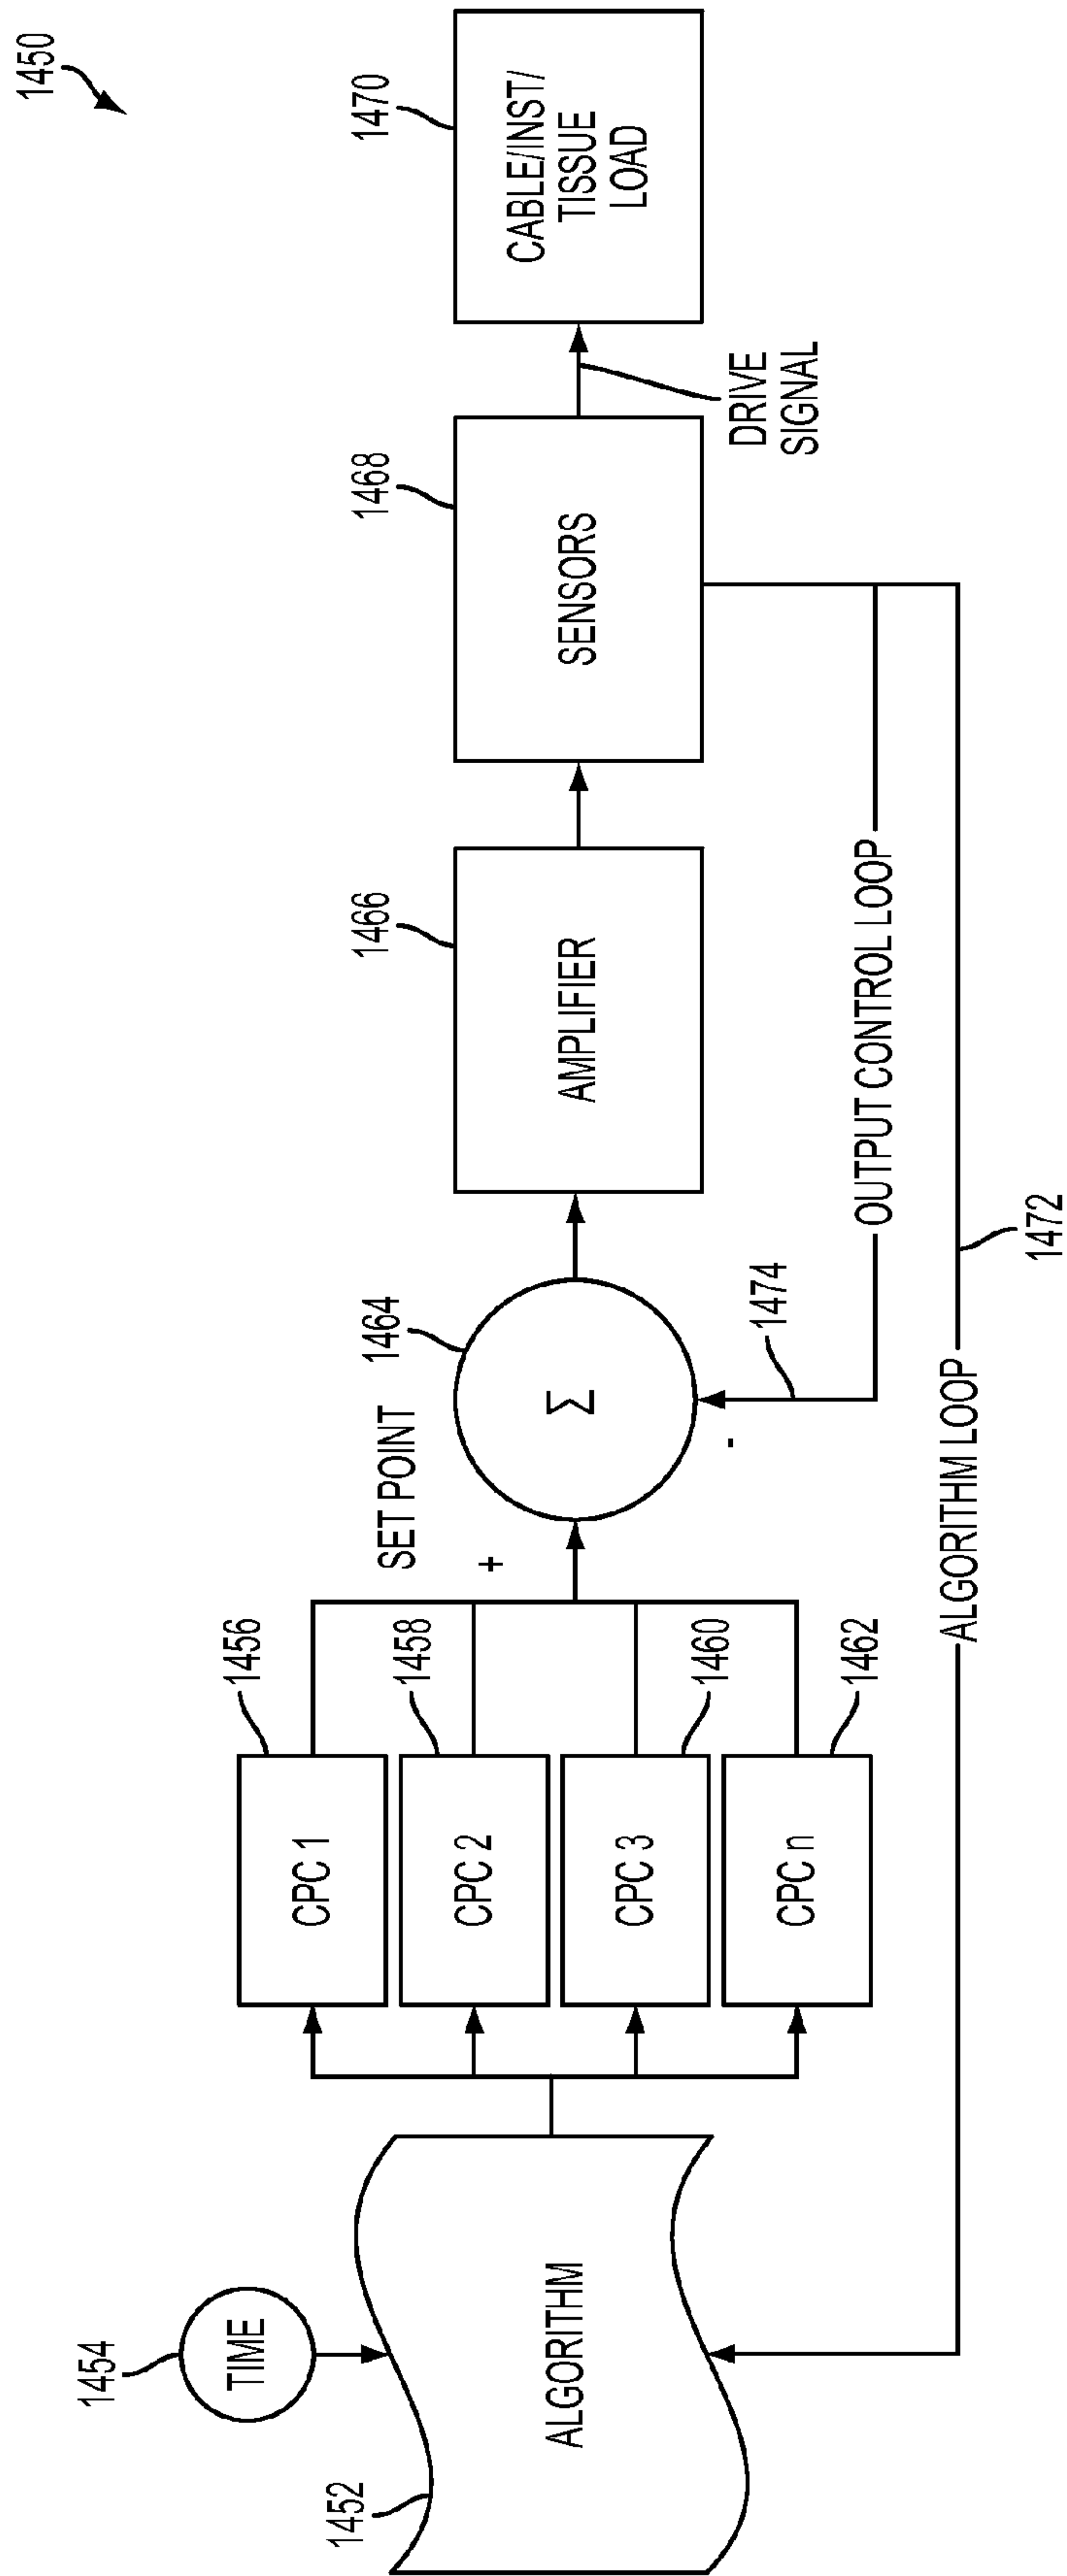 1450
1454
TIME
1452
ALGORITHM
1456
CPC 1
1458
CPC 2
1460
CPC 3
1462
CPC n
SET POINT
+
1464
Σ
-
1474
1466
AMPLIFIER
1468
SENSORS
DRIVE
SIGNAL
1470
CABLE/INST/
TISSUE
LOAD
OUTPUT CONTROL LOOP
ALGORITHM LOOP
1472